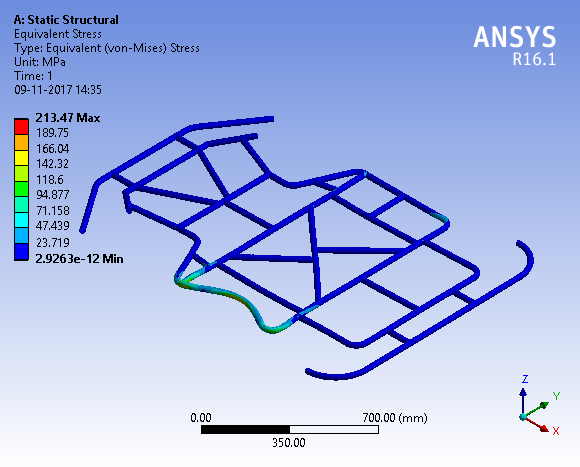 A: Static Structural
Equivalent Stress
Type: Equivalent (von-Mises) Stress
Unit: MPa
Time: 1
09-11-2017 14:35
ANSYS
R16.1
213.47 Max
189.75
166.04
142.32
118.6
94.877
71.158
47.439
23.719
2.9263e-12 Min
0.00
700.00 (mm)
350.00
Z
Y
X